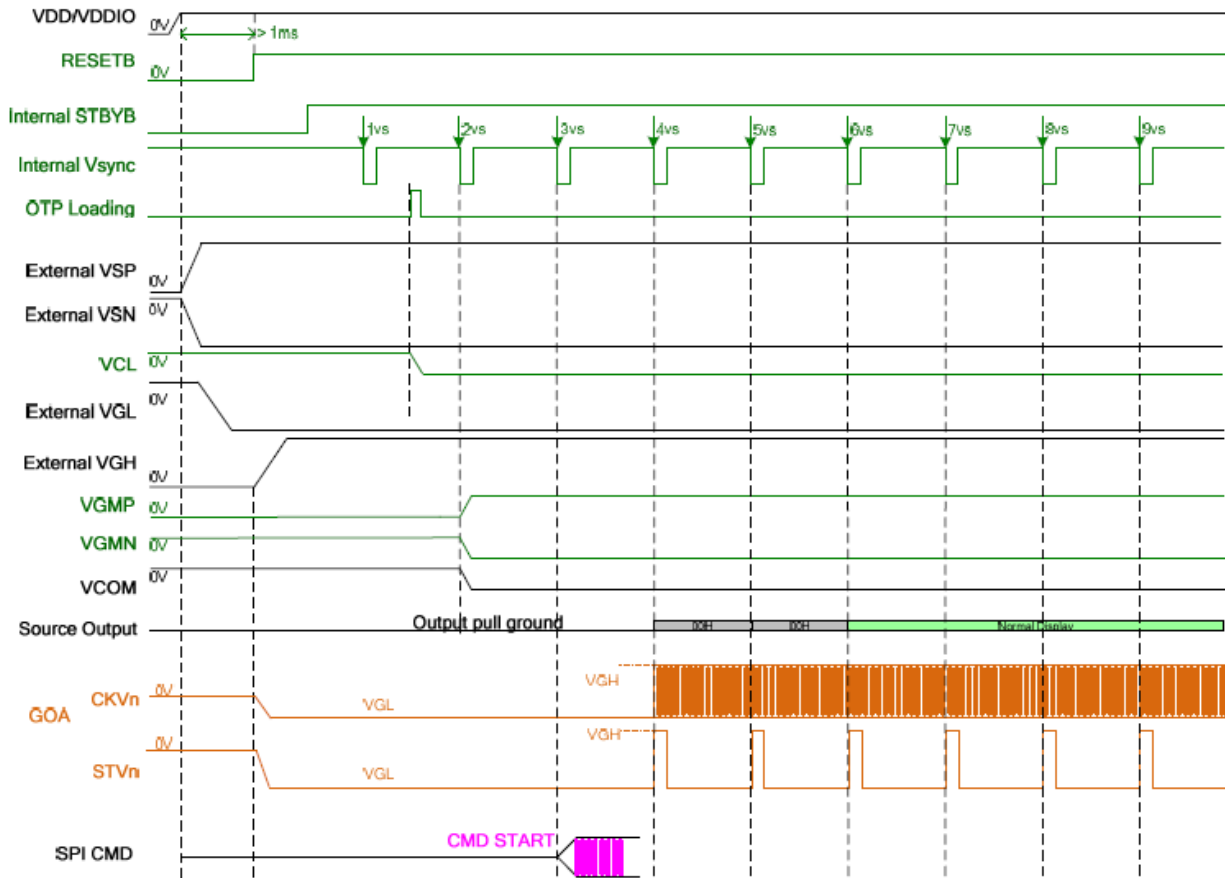 VDD/VDDIO 0V > 1ms
RESETB 0V
Internal STBYB
1vs 2vs 3vs 4vs 5vs 6vs 7vs 8vs 9vs
Internal Vsync
OTP Loading
External VSP 0V
External VSN 0V
VCL 0V
External VGL 0V
External VGH 0V
VGMP 0V
VGMN 0V
VCOM 0V
Source Output Output pull ground 00H 00H Normal Display
GOA CKVn 0V VGL VGH
STVn 0V VGL VGH
SPI CMD CMD START